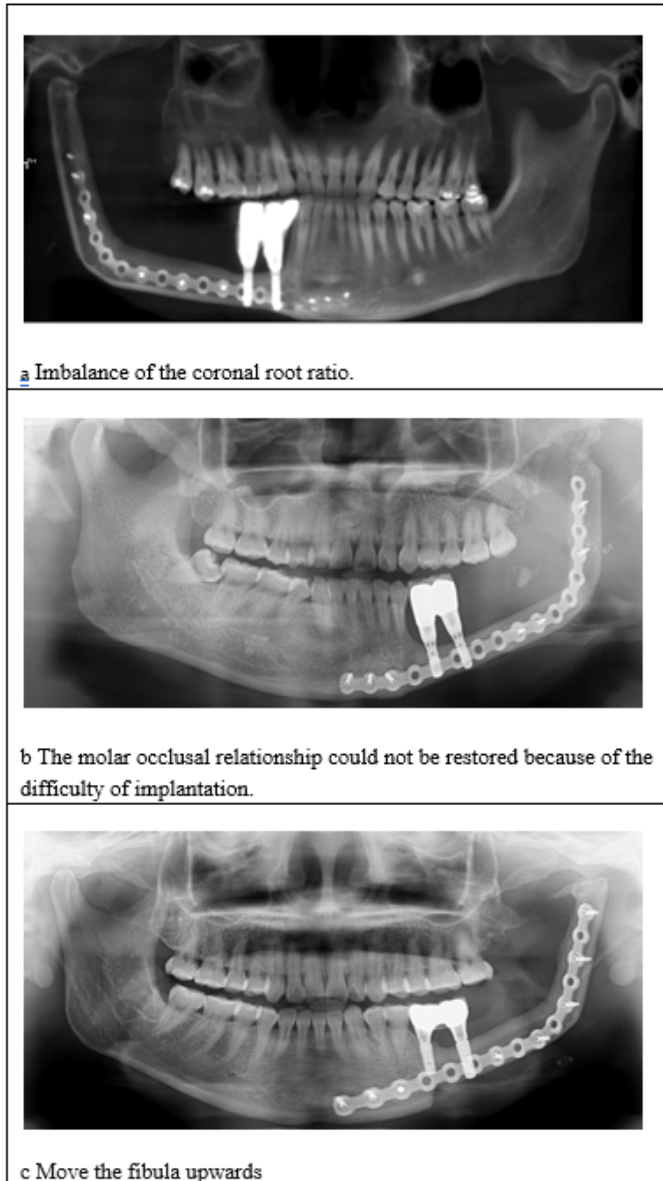 a Imbalance of the coronal root ratio.
b The molar occlusal relationship could not be restored because of the
difficulty of implantation.
c Move the fibula upwards